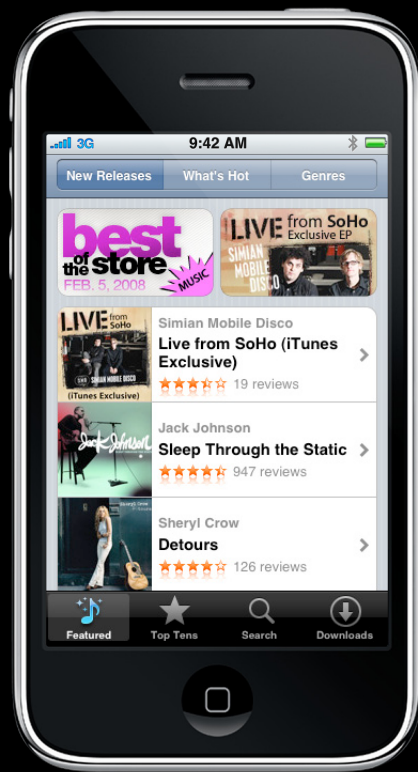 3G 9:42 AM
New Releases What's Hot Genres
best
of
the store
FEB. 5, 2008
MUSIC
LIVE from SoHo
Exclusive EP
SIMIAN
MOBILE
DISCO
LIVE from
SoHo
SIMIAN MOBILE DISCO
(iTunes Exclusive)
Simian Mobile Disco
Live from SoHo (iTunes
Exclusive)
19 reviews
Jack Johnson
Jack Johnson
Sleep Through the Static
947 reviews
Sheryl Crow
Detours
126 reviews
Featured Top Tens Search Downloads